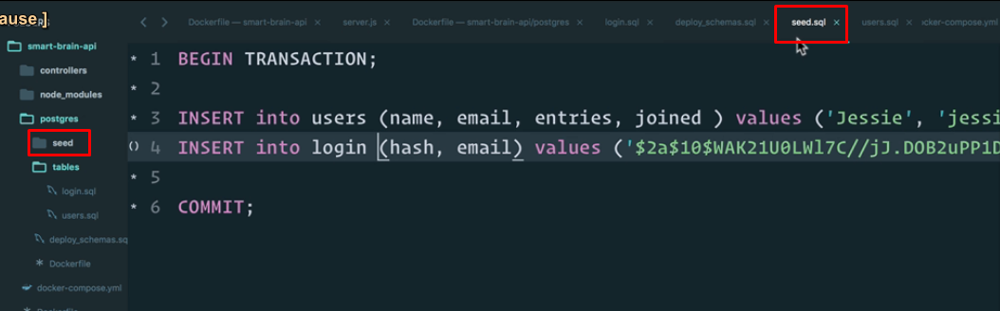 ause ]
Dockerfile — smart-brain-api × server.js × Dockerfile — smart-brain-api/postgres × login.sql × deploy_schemas.sql × seed.sql × users.sql × cker-compose.yml
smart-brain-api
controllers
node_modules
postgres
seed
tables
login.sql
users.sql
deploy_schemas.sq
Dockerfile
docker-compose.yml
Dockerfile
* 1 BEGIN TRANSACTION;
* 2
* 3 INSERT into users (name, email, entries, joined ) values ('Jessie', 'jessi
() 4 INSERT into login (hash, email) values ('$2a$10$WAK21U0LWl7C//jJ.DOB2uPP1D
* 5
* 6 COMMIT;